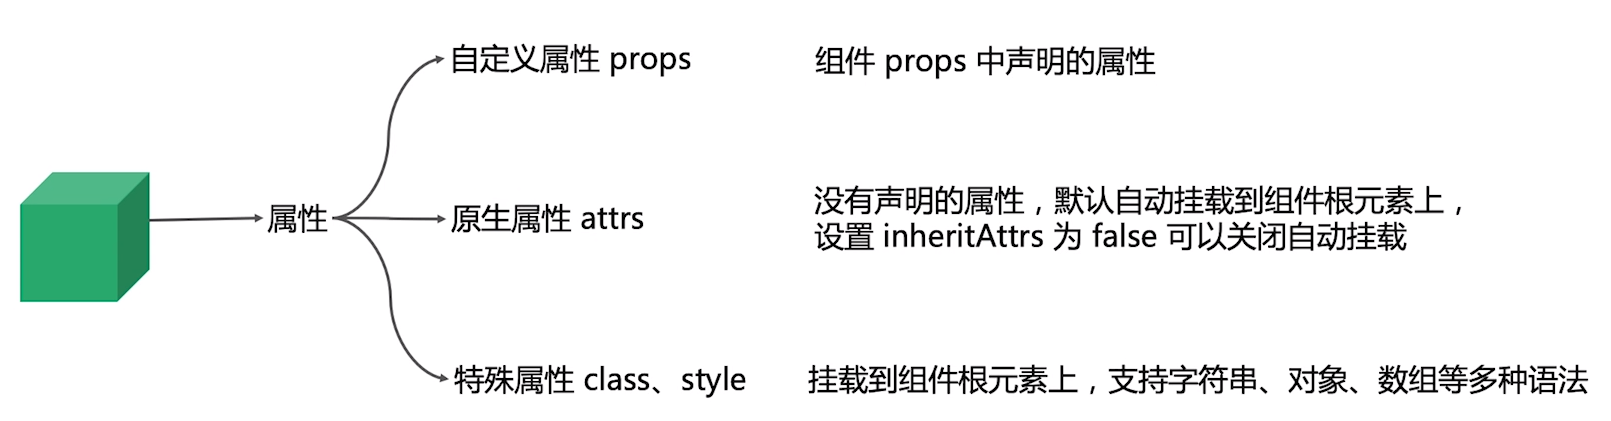 自定义属性 props
组件 props 中声明的属性
属性
原生属性 attrs
没有声明的属性，默认自动挂载到组件根元素上，
设置 inheritAttrs 为 false 可以关闭自动挂载
特殊属性 class、style
挂载到组件根元素上，支持字符串、对象、数组等多种语法